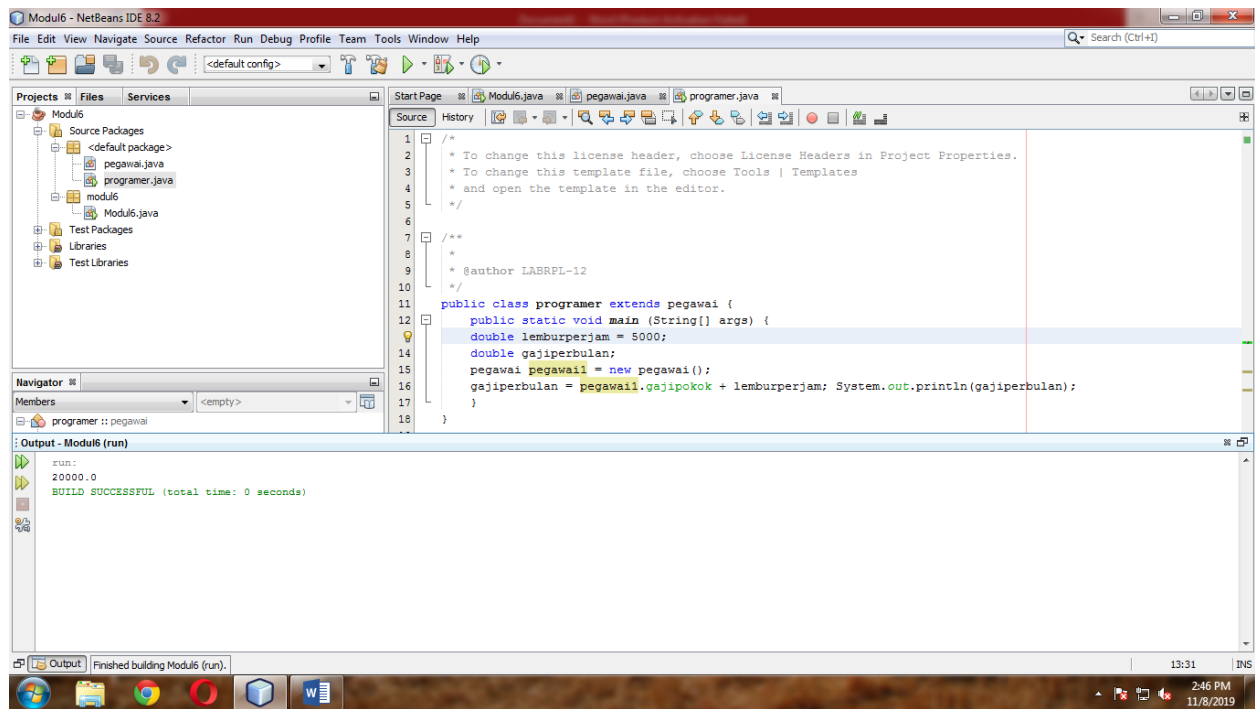 Modul6 - NetBeans IDE 8.2
File Edit View Navigate Source Refactor Run Debug Profile Team Tools Window Help
Search (Ctrl+I)
<default config>
Projects Files Services
Modul6
Source Packages
<default package>
pegawai.java
programer.java
modul6
Modul6.java
Test Packages
Libraries
Test Libraries
Navigator
Members <empty>
programer :: pegawai
Start Page Modul6.java pegawai.java programer.java
Source History
1 /*
2 * To change this license header, choose License Headers in Project Properties.
3 * To change this template file, choose Tools | Templates
4 * and open the template in the editor.
5 */
6
7 /**
8 *
9 * @author LABRPL-12
10 */
11 public class programer extends pegawai {
12 public static void main (String[] args) {
double lemburperjam = 5000;
14 double gajiperbulan;
15 pegawai pegawai1 = new pegawai();
16 gajiperbulan = pegawai1.gajipokok + lemburperjam; System.out.println(gajiperbulan);
17 }
18 }
Output - Modul6 (run)
run:
20000.0
BUILD SUCCESSFUL (total time: 0 seconds)
Output Finished building Modul6 (run).
13:31 INS
2:46 PM
11/8/2019